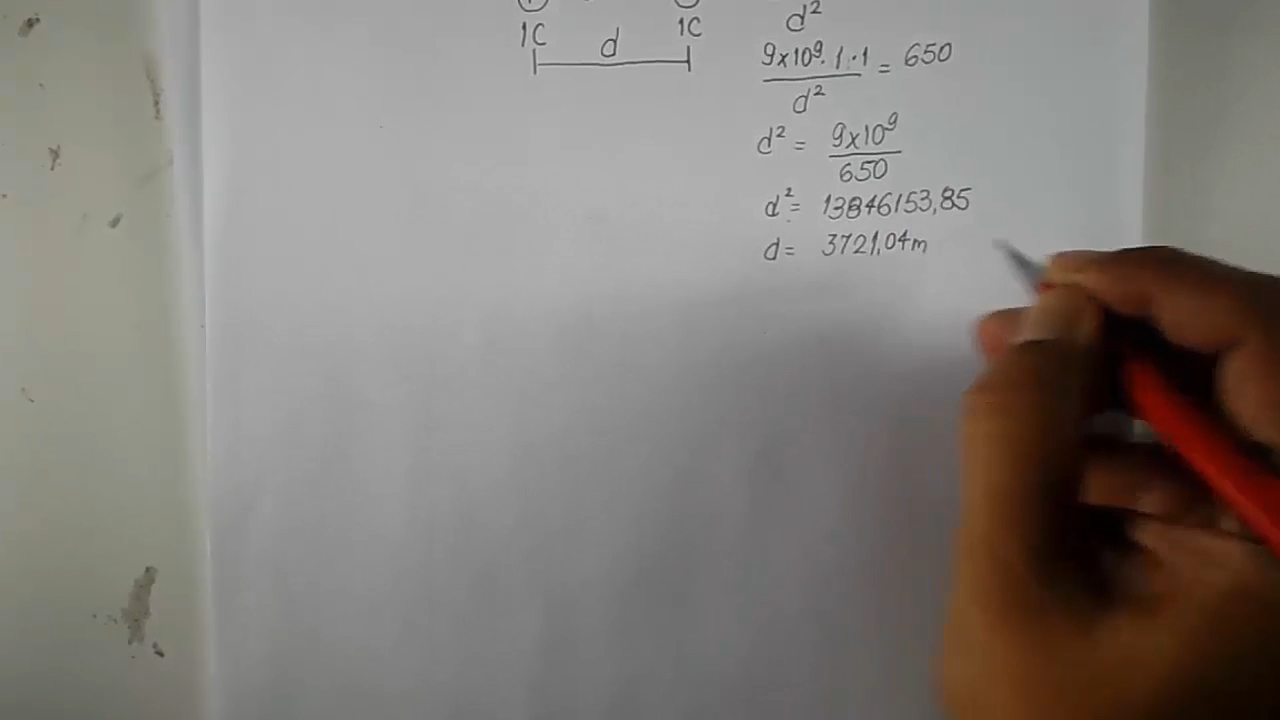 1C 1C
d
d²
9x10⁹·1·1 = 650
d²
d² = 9x10⁹
650
d² = 13846153,85
d = 3721,04m